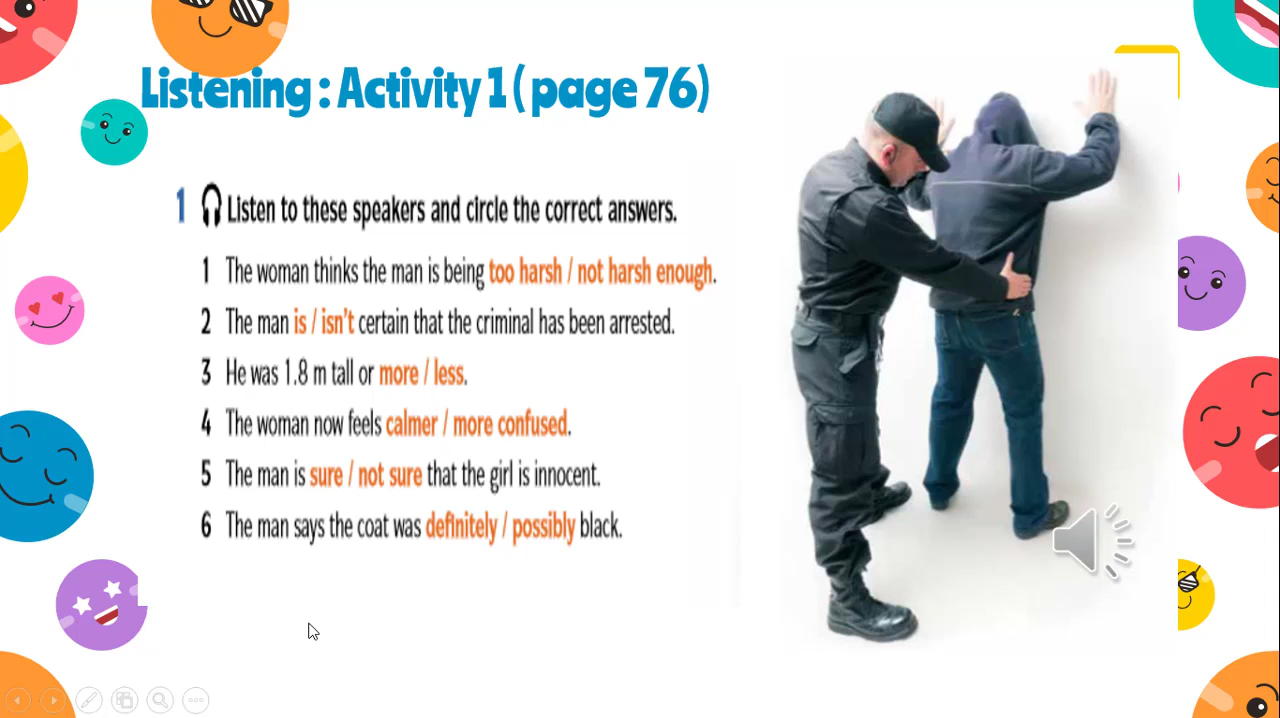 Listening : Activity 1 ( page 76)
1 Listen to these speakers and circle the correct answers.
1 The woman thinks the man is being too harsh / not harsh enough.
2 The man is / isn't certain that the criminal has been arrested.
3 He was 1.8 m tall or more / less.
4 The woman now feels calmer / more confused.
5 The man is sure / not sure that the girl is innocent.
6 The man says the coat was definitely / possibly black.